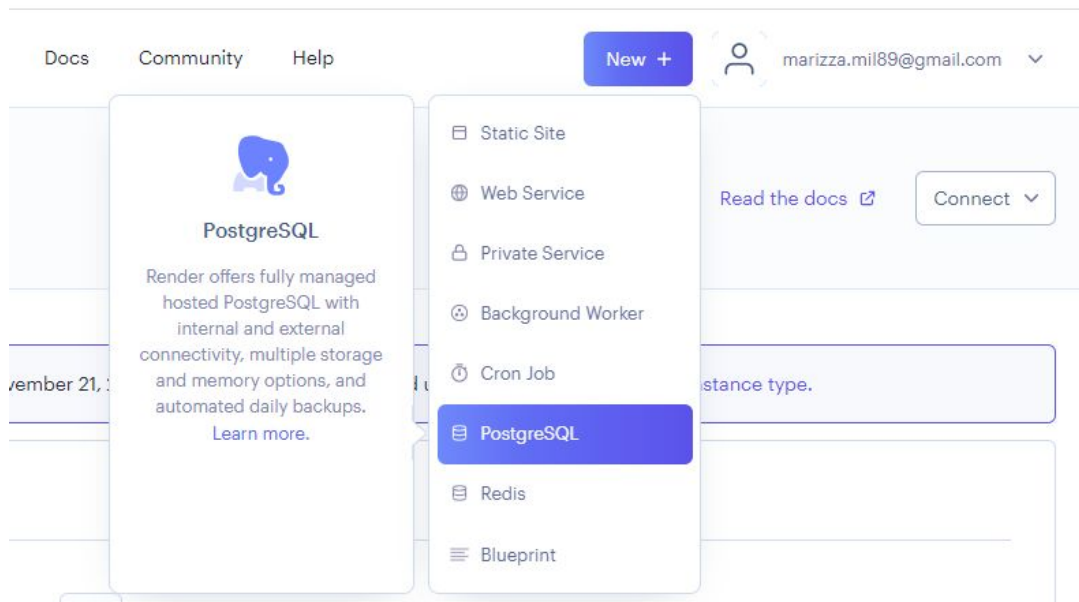 Docs Community Help New + marizza.mil89@gmail.com
PostgreSQL
Render offers fully managed
hosted PostgreSQL with
internal and external
connectivity, multiple storage
and memory options, and
automated daily backups.
Learn more.
Static Site
Web Service
Private Service
Background Worker
Cron Job
PostgreSQL
Redis
Blueprint
Read the docs Connect
21, type.